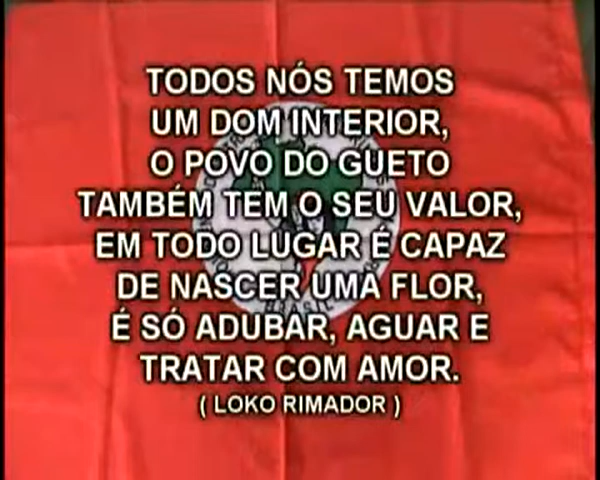 TODOS NÓS TEMOS
UM DOM INTERIOR,
O POVO DO GUETO
TAMBÉM TEM O SEU VALOR,
EM TODO LUGAR É CAPAZ
DE NASCER UMA FLOR,
É SÓ ADUBAR, AGUAR E
TRATAR COM AMOR.
( LOKO RIMADOR )
BRASIL